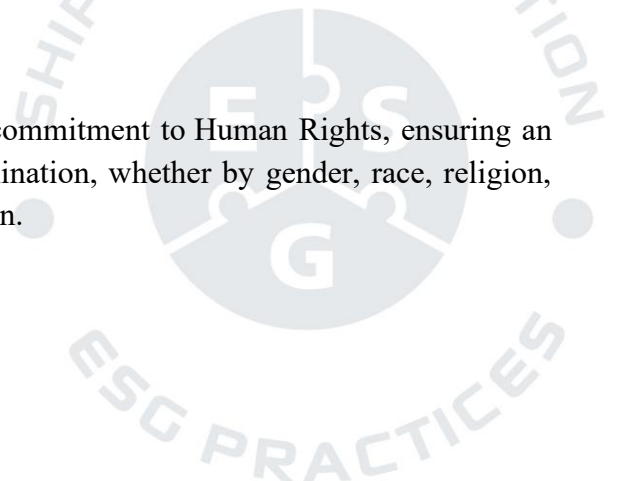 commitment to Human Rights, ensuring an
ination, whether by gender, race, religion,
n.
E S
G
ESG PRACTICES